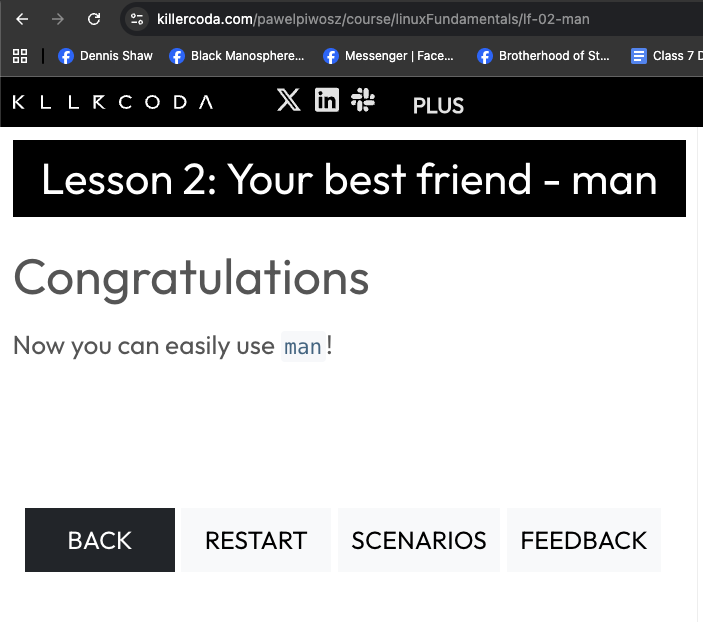 killercoda.com/pawelpiwosz/course/linuxFundamentals/lf-02-man
Dennis Shaw Black Manosphere... Messenger | Face... Brotherhood of St... Class 7 D
KLLRCODA PLUS
Lesson 2: Your best friend - man
Congratulations
Now you can easily use man!
BACK RESTART SCENARIOS FEEDBACK